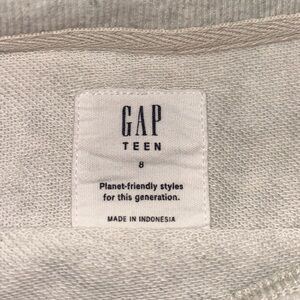 GAP
TEEN
8
Planet-friendly styles
for this generation.
MADE IN INDONESIA